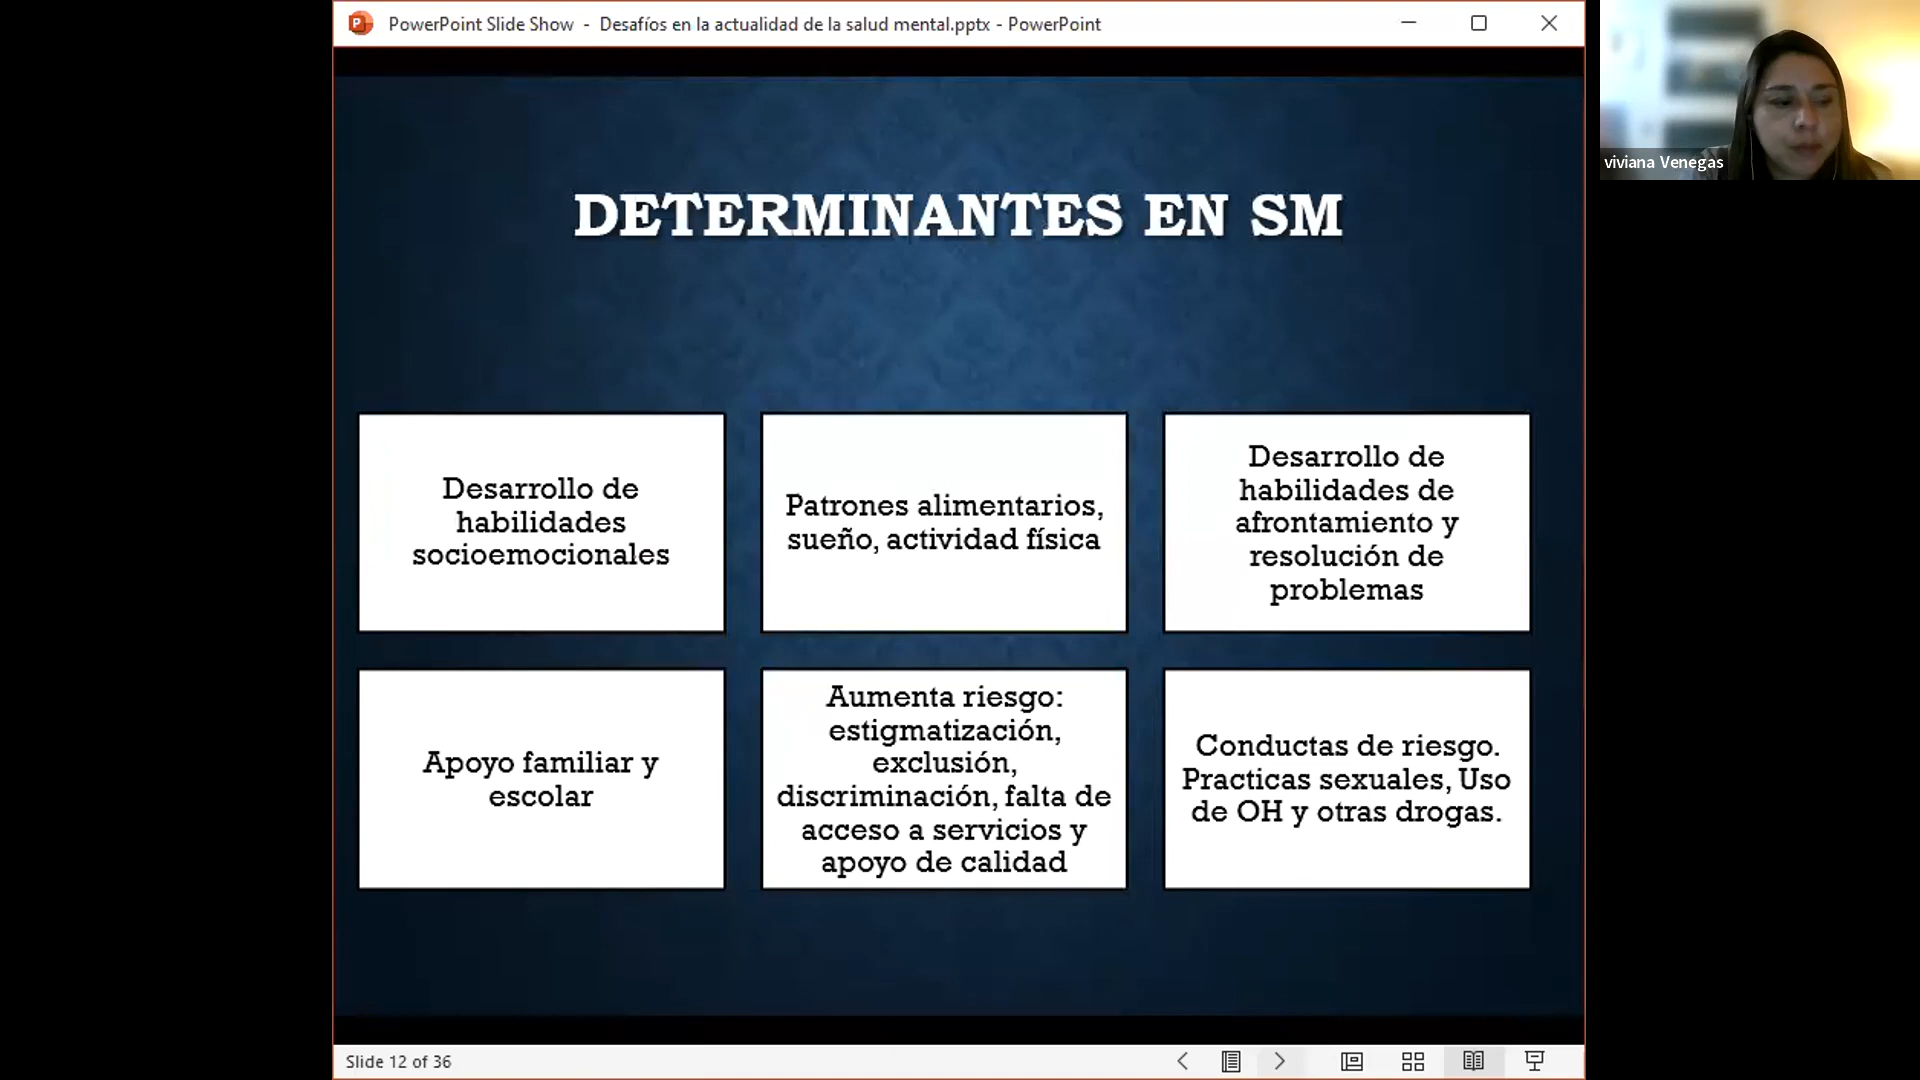 PowerPoint Slide Show - Desafíos en la actualidad de la salud mental.pptx - PowerPoint
viviana Venegas
DETERMINANTES EN SM
Desarrollo de
habilidades
socioemocionales
Patrones alimentarios,
sueño, actividad física
Desarrollo de
habilidades de
afrontamiento y
resolución de
problemas
Apoyo familiar y
escolar
Aumenta riesgo:
estigmatización,
exclusión,
discriminación, falta de
acceso a servicios y
apoyo de calidad
Conductas de riesgo.
Practicas sexuales, Uso
de OH y otras drogas.
Slide 12 of 36